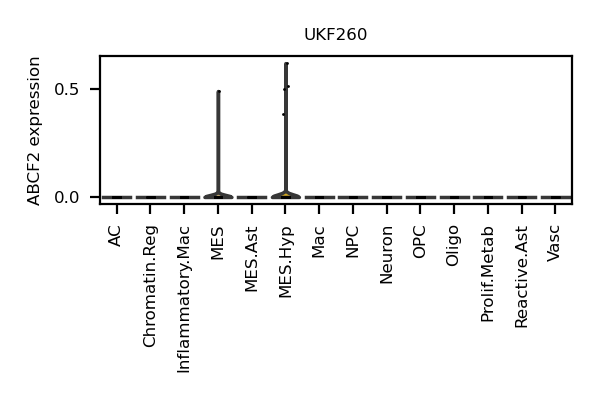 UKF260
ABCF2 expression
0.5
0.0
AC
Chromatin.Reg
Inflammatory.Mac
MES
MES.Ast
MES.Hyp
Mac
NPC
Neuron
OPC
Oligo
Prolif.Metab
Reactive.Ast
Vasc